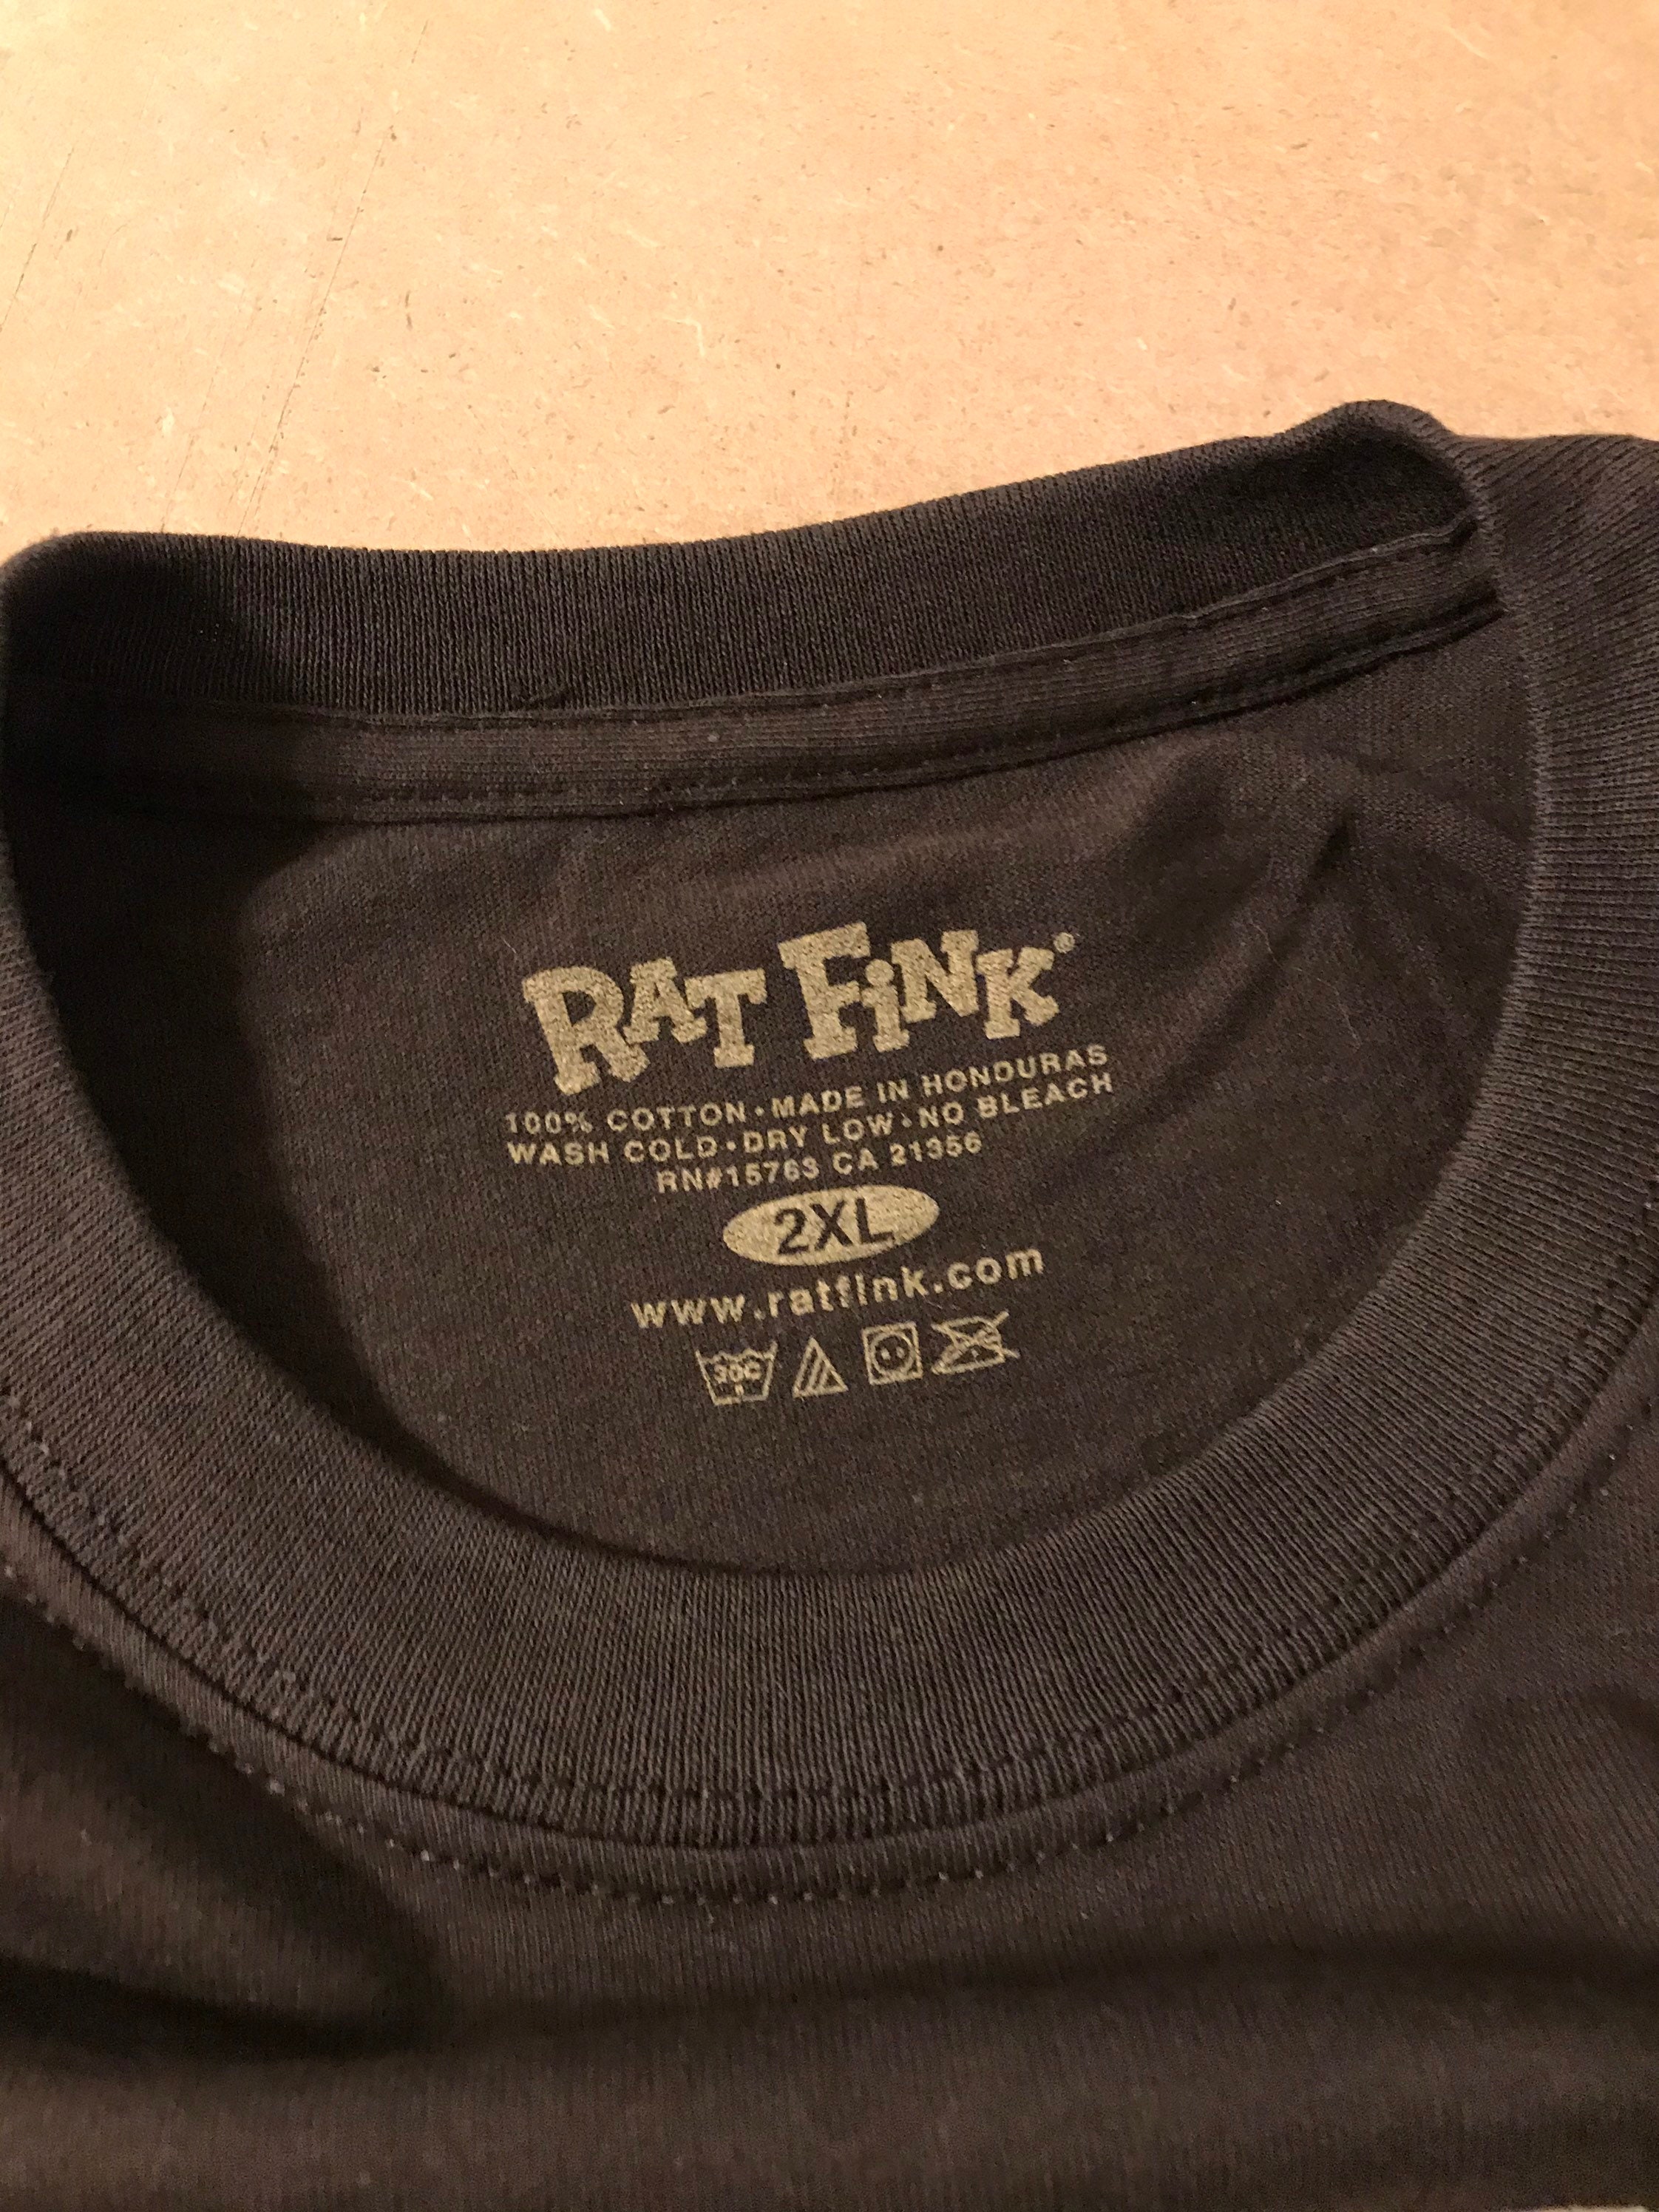 RAT FiNK®
100% COTTON•MADE IN HONDURAS
WASH COLD•DRY LOW•NO BLEACH
RN#15763 CA 21356
2XL
www.ratfink.com
30C